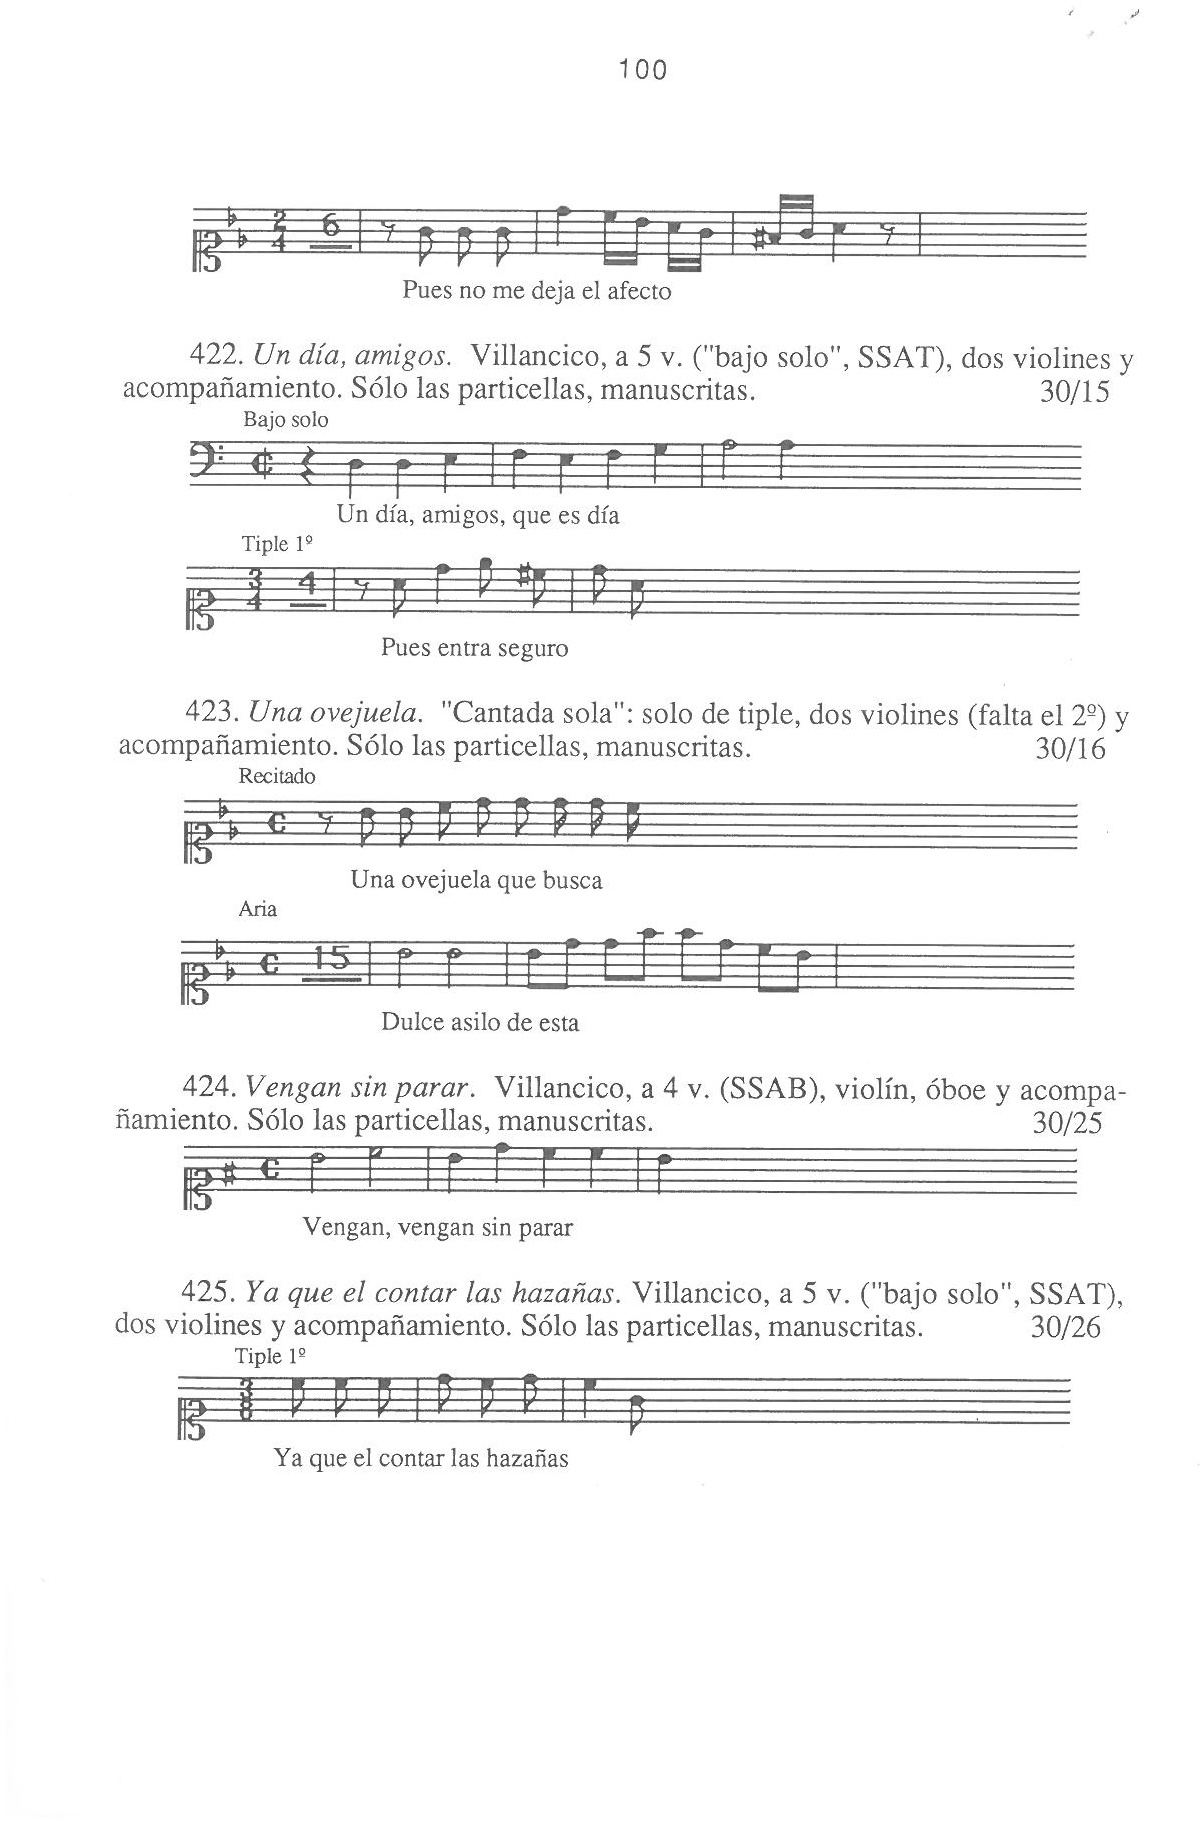 100
2
4
6
Pues no me deja el afecto
422. Un día, amigos. Villancico, a 5 v. ("bajo solo", SSAT), dos violines y
acompañamiento. Sólo las particellas, manuscritas. 30/15
Bajo solo
Un día, amigos, que es día
Tiple 1º
3
4
4
Pues entra seguro
423. Una ovejuela. "Cantada sola": solo de tiple, dos violines (falta el 2º) y
acompañamiento. Sólo las particellas, manuscritas. 30/16
Recitado
Una ovejuela que busca
Aria
15
Dulce asilo de esta
424. Vengan sin parar. Villancico, a 4 v. (SSAB), violín, óboe y acompa-
ñamiento. Sólo las particellas, manuscritas. 30/25
Vengan, vengan sin parar
425. Ya que el contar las hazañas. Villancico, a 5 v. ("bajo solo", SSAT),
dos violines y acompañamiento. Sólo las particellas, manuscritas. 30/26
Tiple 1º
3
8
Ya que el contar las hazañas